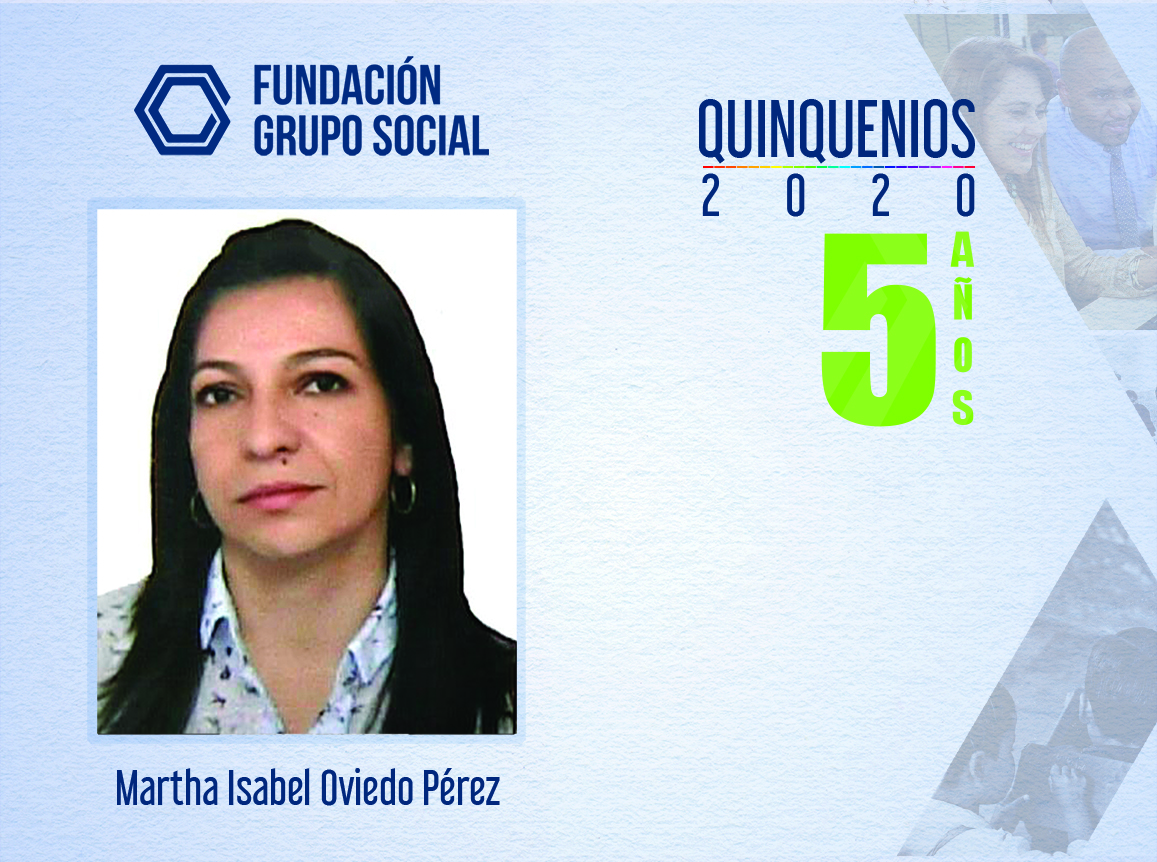 FUNDACIÓN
GRUPO SOCIAL
QUINQUENIOS
2020
5
AÑOS
Martha Isabel Oviedo Pérez